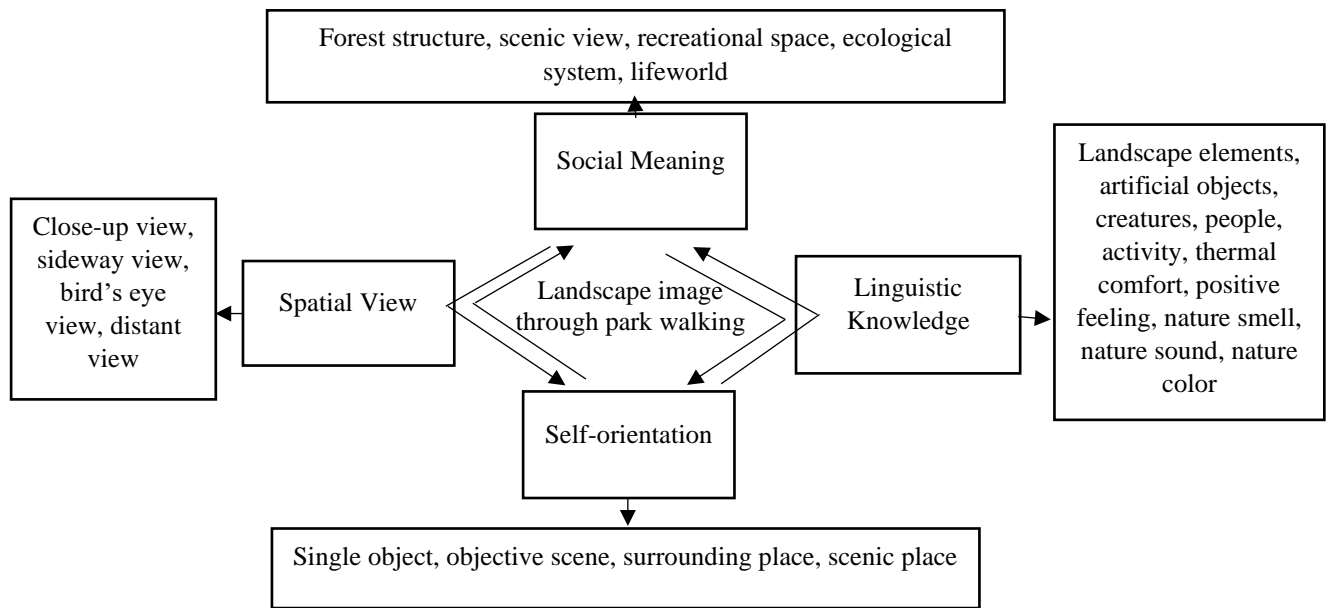 Forest structure, scenic view, recreational space, ecological
system, lifeworld
Social Meaning
Close-up view,
sideway view,
bird’s eye
view, distant
view
Spatial View
Landscape image
through park walking
Linguistic
Knowledge
Landscape elements,
artificial objects,
creatures, people,
activity, thermal
comfort, positive
feeling, nature smell,
nature sound, nature
color
Self-orientation
Single object, objective scene, surrounding place, scenic place